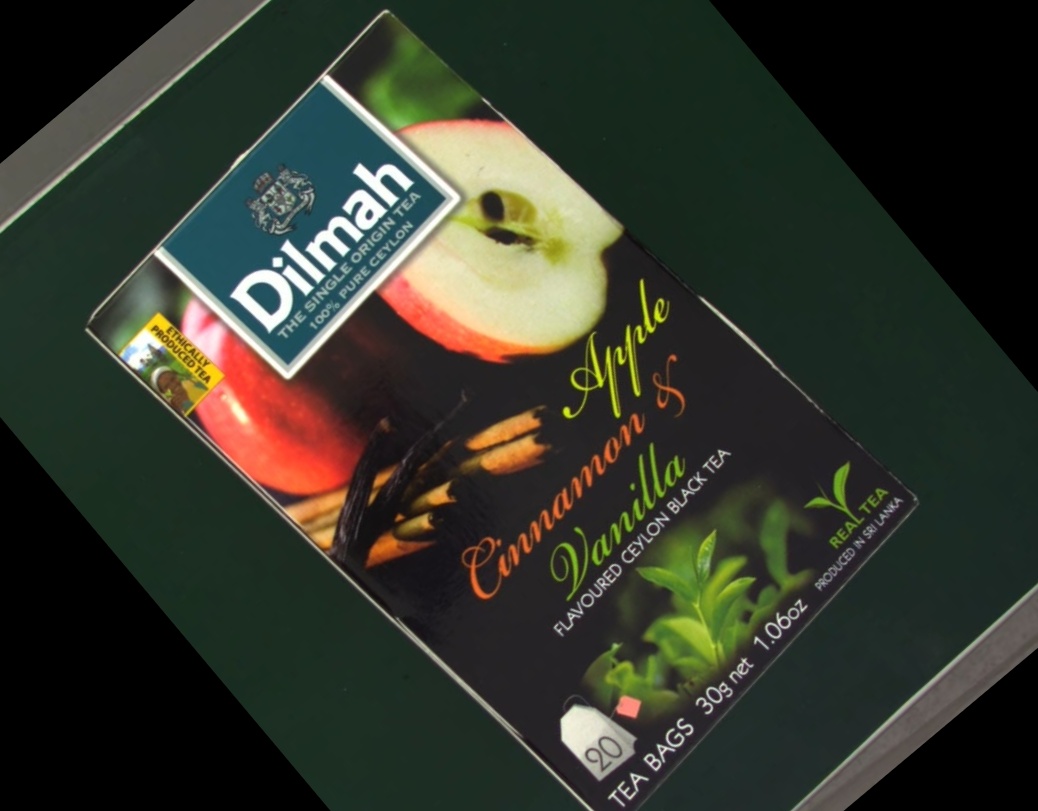 Dilmah
THE SINGLE ORIGIN TEA
100% PURE CEYLON
ETHICALLY
PRODUCED TEA
Apple
Cinnamon &
Vanilla
FLAVOURED CEYLON BLACK TEA
REAL TEA
PRODUCED IN SRI LANKA
20
TEA BAGS 30g net 1.06oz